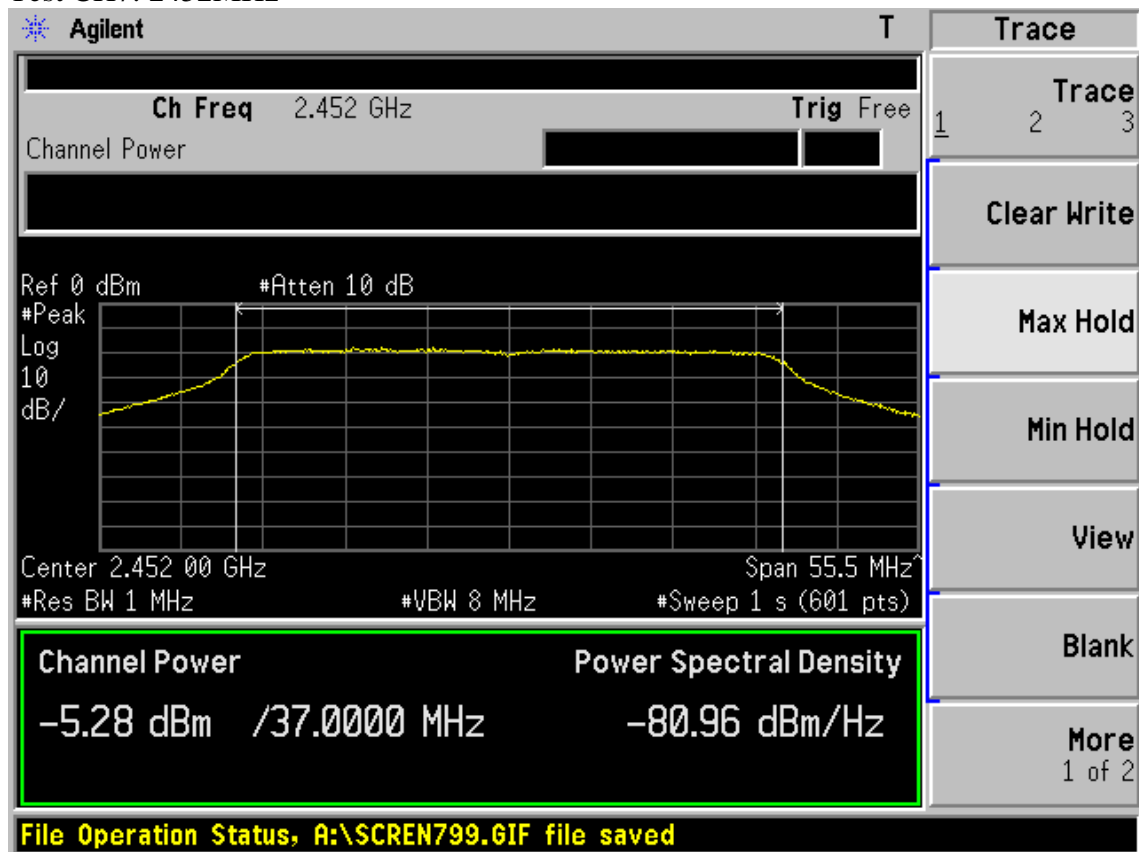 Agilent T Trace
Ch Freq 2.452 GHz Trig Free
Channel Power
Trace
1 2 3
Clear Write
Ref 0 dBm #Atten 10 dB
#Peak
Log
10
dB/
Max Hold
Min Hold
View
Center 2.452 00 GHz Span 55.5 MHz^
#Res BW 1 MHz #VBW 8 MHz #Sweep 1 s (601 pts)
Blank
Channel Power Power Spectral Density
-5.28 dBm /37.0000 MHz -80.96 dBm/Hz
More
1 of 2
File Operation Status, A:\SCREN799.GIF file saved